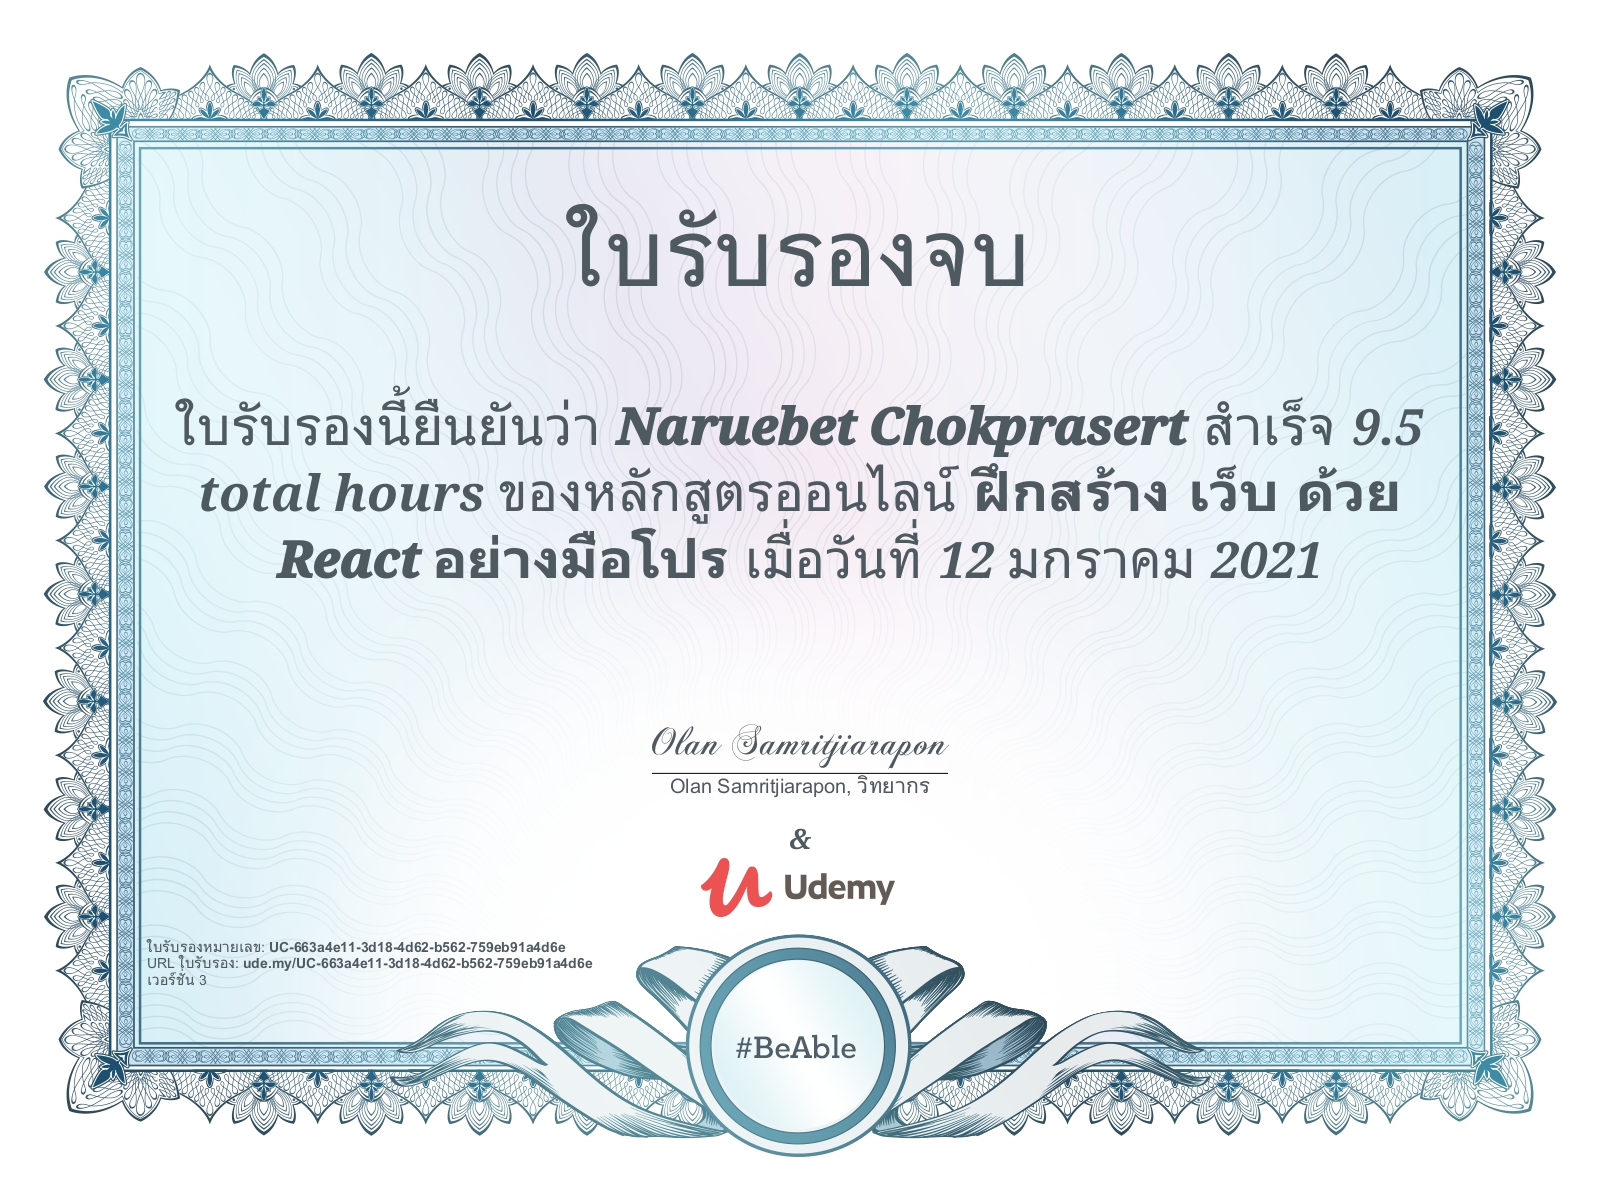 ใบรับรองจบ
ใบรับรองนี้ยืนยันว่า Naruebet Chokprasert สำเร็จ 9.5
total hours ของหลักสูตรออนไลน์ ฝึกสร้าง เว็บ ด้วย
React อย่างมือโปร เมื่อวันที่ 12 มกราคม 2021
Olan Samritjiarapon
Olan Samritjiarapon, วิทยากร
&
Udemy
ใบรับรองหมายเลข: UC-663a4e11-3d18-4d62-b562-759eb91a4d6e
URL ใบรับรอง: ude.my/UC-663a4e11-3d18-4d62-b562-759eb91a4d6e
เวอร์ชัน 3
#BeAble